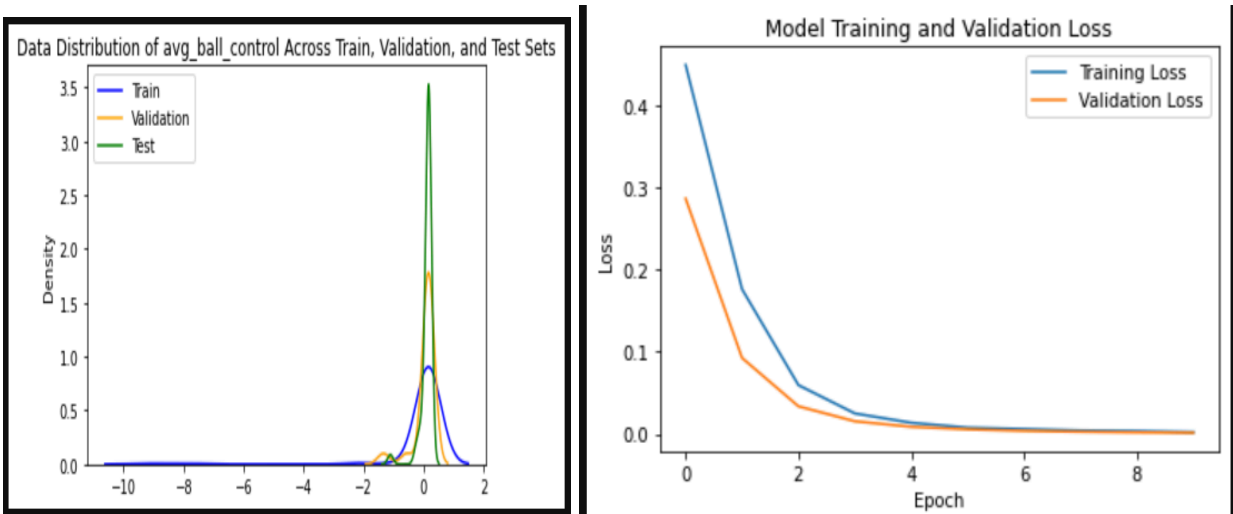 Data Distribution of avg_ball_control Across Train, Validation, and Test Sets
Train
Validation
Test
Density
3.5
3.0
2.5
2.0
1.5
1.0
0.5
0.0
−10
−8
−6
−4
−2
0
2
Model Training and Validation Loss
Training Loss
Validation Loss
Loss
0.4
0.3
0.2
0.1
0.0
0
2
4
6
8
Epoch